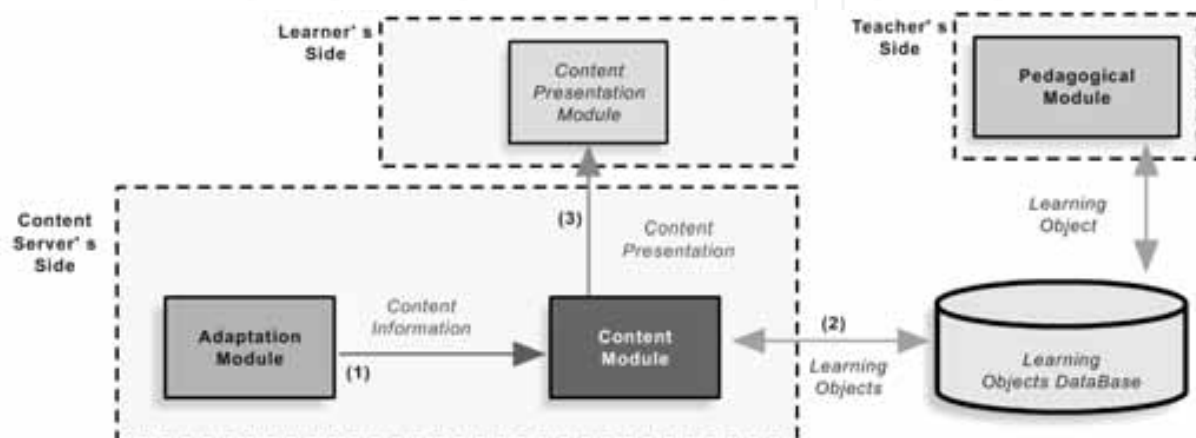 Learner' s
Side
Content
Presentation
Module
Teacher' s
Side
Pedagogical
Module
Content
Server' s
Side
(3)
Content
Presentation
Learning
Object
Adaptation
Module
Content
Information
(1)
Content
Module
(2)
Learning
Objects
Learning
Objects DataBase